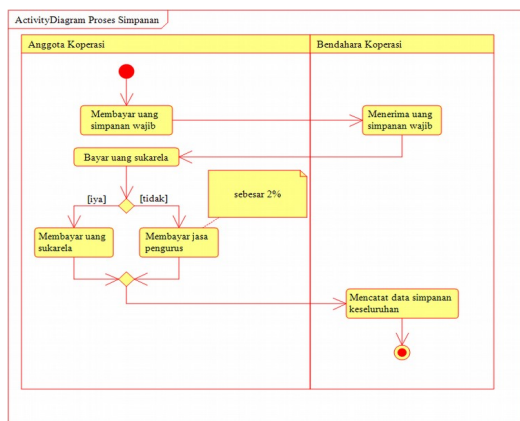 ActivityDiagram Proses Simpanan
Anggota Koperasi
Bendahara Koperasi
Membayar uang
simpanan wajib
Menerima uang
simpanan wajib
Bayar uang sukarela
sebesar 2%
[iya]
[tidak]
Membayar uang
sukarela
Membayar jasa
pengurus
Mencatat data simpanan
keseluruhan